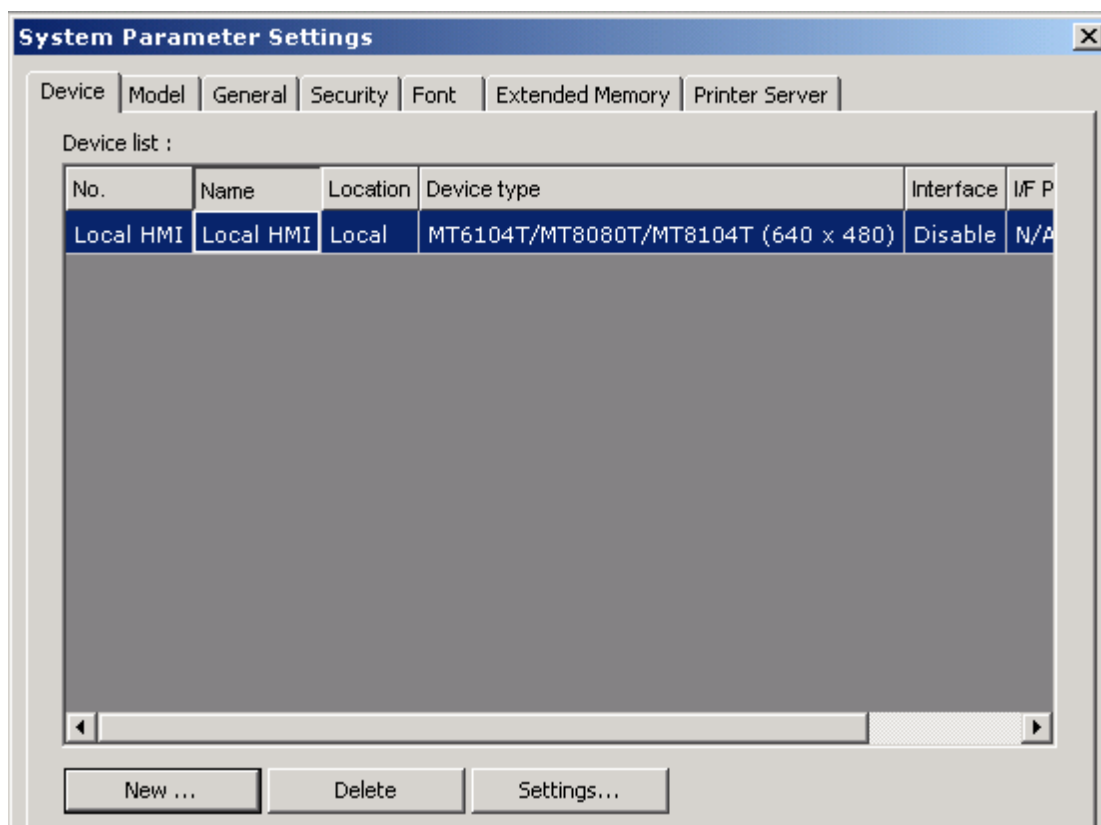 System Parameter Settings
Device Model General Security Font Extended Memory Printer Server
Device list :
No. Name Location Device type Interface I/F P
Local HMI Local HMI Local MT6104T/MT8080T/MT8104T (640 x 480) Disable N/A
New ... Delete Settings...